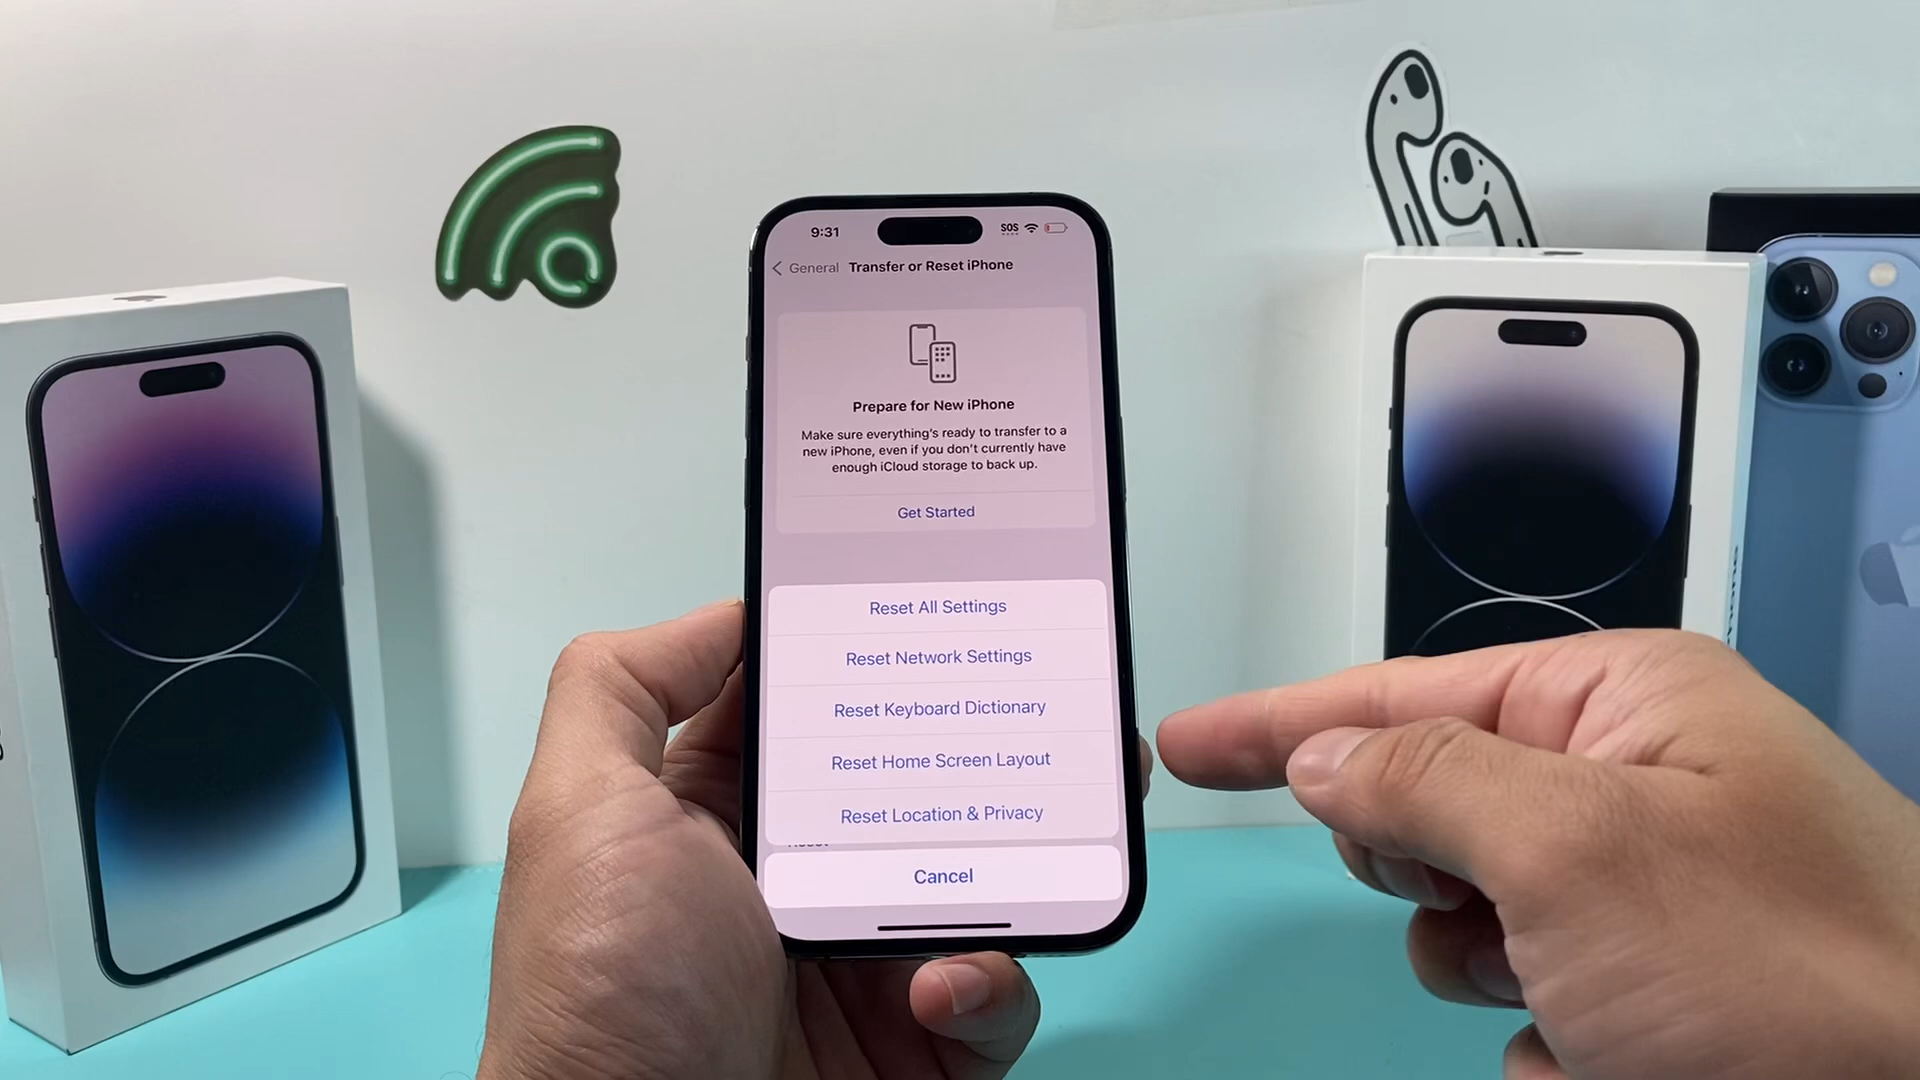 9:31
SOS
General
Transfer or Reset iPhone
Prepare for New iPhone
Make sure everything's ready to transfer to a
new iPhone, even if you don't currently have
enough iCloud storage to back up.
Get Started
Reset All Settings
Reset Network Settings
Reset Keyboard Dictionary
Reset Home Screen Layout
Reset Location & Privacy
Reset
Cancel